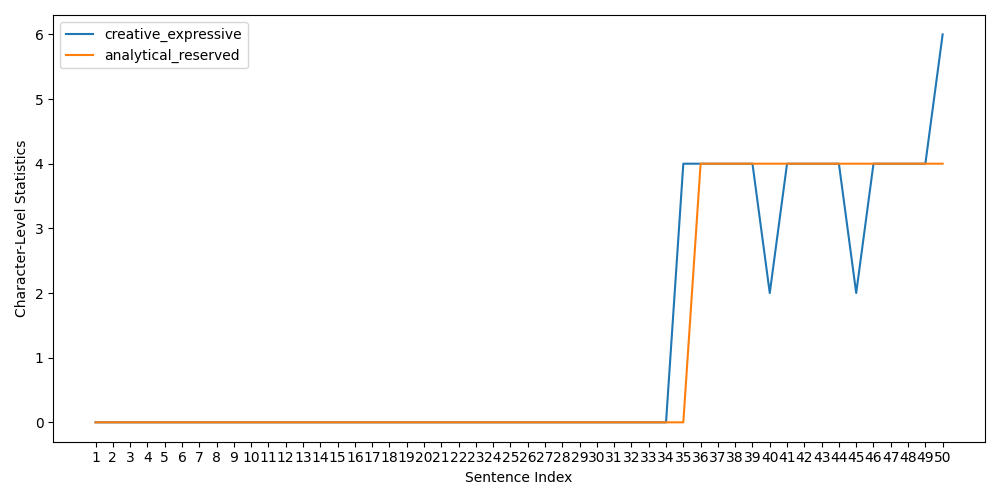 creative_expressive
analytical_reserved
6
5
4
3
2
1
0
Character-Level Statistics
1 2 3 4 5 6 7 8 9 10 11 12 13 14 15 16 17 18 19 20 21 22 23 24 25 26 27 28 29 30 31 32 33 34 35 36 37 38 39 40 41 42 43 44 45 46 47 48 49 50
Sentence Index